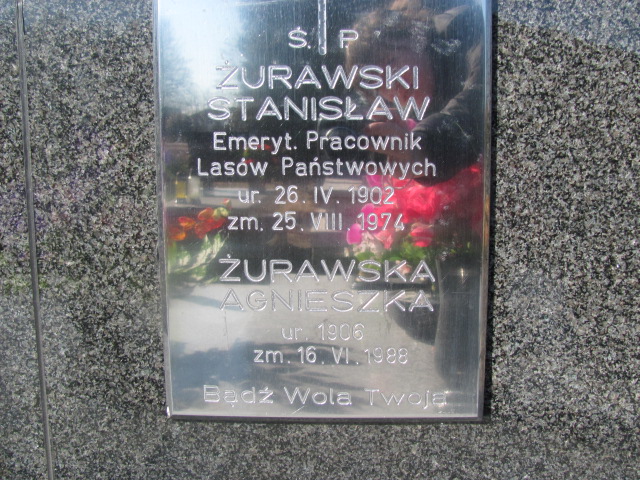 Ś. P
ŻURAWSKI
STANISŁAW
Emeryt. Pracownik
Lasów Państwowych
ur. 26. IV. 1902
zm. 25. VIII. 1974
ŻURAWSKA
AGNIESZKA
ur. 1906
zm. 16. VI. 1988
Bądź Wola Twoja